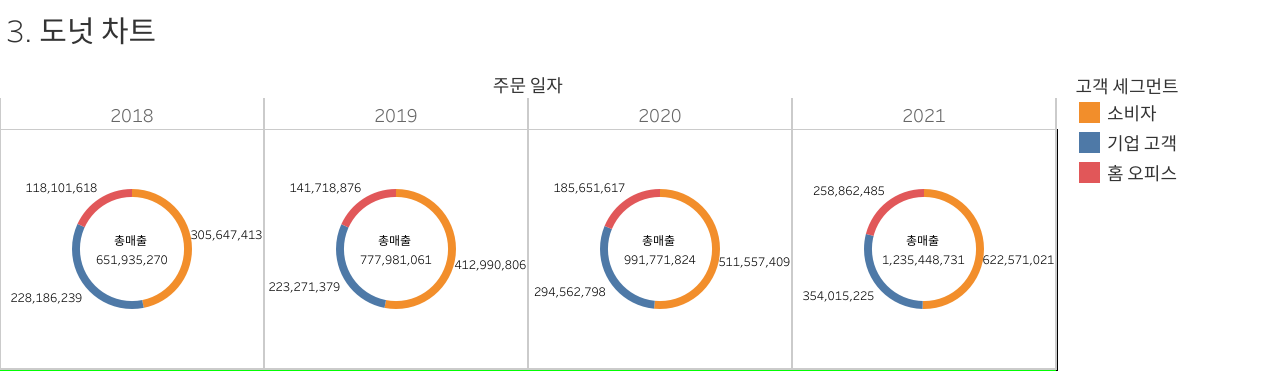 3. 도넛 차트
주문 일자
2018
2019
2020
2021
118,101,618
305,647,413
총매출
651,935,270
228,186,239
141,718,876
총매출
777,981,061
412,990,806
223,271,379
185,651,617
총매출
991,771,824
511,557,409
294,562,798
258,862,485
총매출
1,235,448,731
622,571,021
354,015,225
고객 세그먼트
소비자
기업 고객
홈 오피스